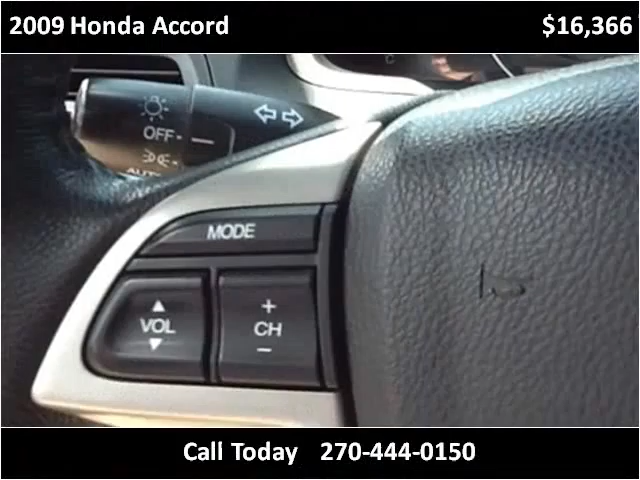 2009 Honda Accord $16,366
OFF
MODE
VOL
+
CH
-
Call Today 270-444-0150